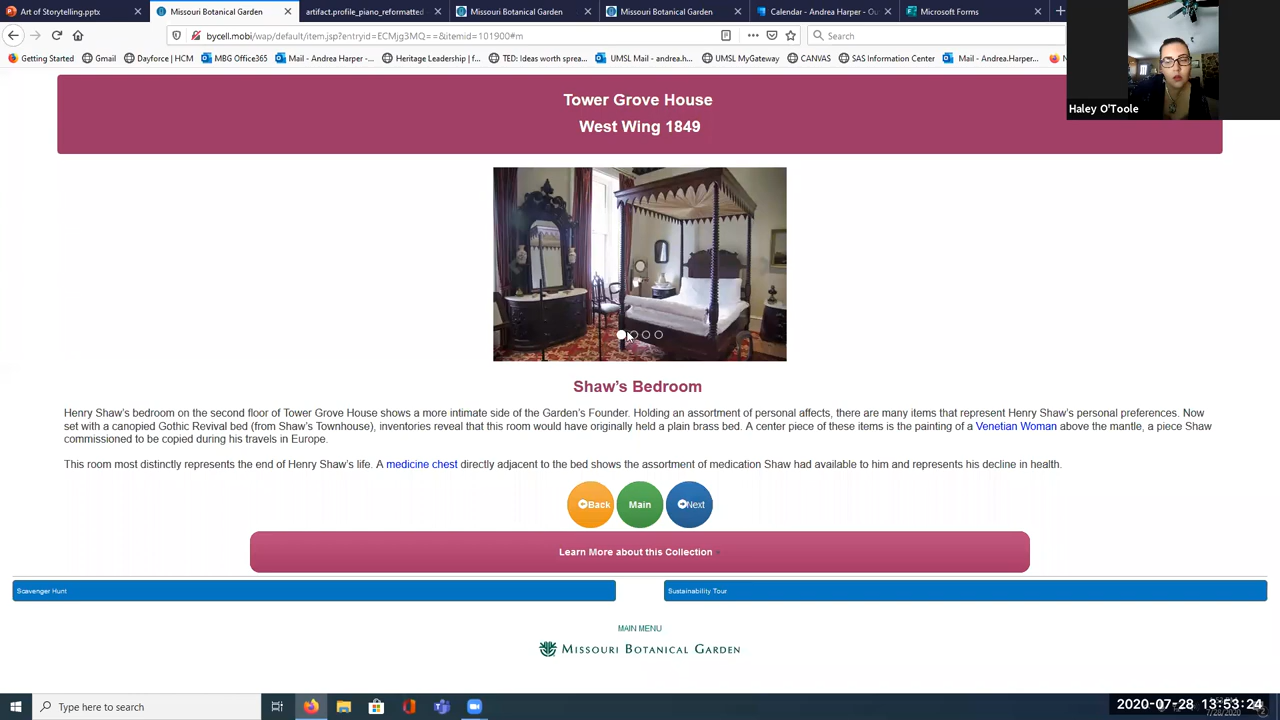 Art of Storytelling.pptx
Missouri Botanical Garden
artifact.profile_piano_reformatted
Missouri Botanical Garden
Missouri Botanical Garden
Calendar - Andrea Harper - Ou
Microsoft Forms
bycell.mobi/wap/default/item.jsp?entryid=ECMjg3MQ==&itemid=101900#m
Search
Getting Started
Gmail
Dayforce | HCM
MBG Office365
Mail - Andrea Harper -...
Heritage Leadership | f...
TED: Ideas worth sprea...
UMSL Mail - andrea.h...
UMSL MyGateway
CANVAS
SAS Information Center
Mail - Andrea.Harper...
Haley O'Toole
Tower Grove House
West Wing 1849
Shaw's Bedroom
Henry Shaw's bedroom on the second floor of Tower Grove House shows a more intimate side of the Garden's Founder. Holding an assortment of personal affects, there are many items that represent Henry Shaw's personal preferences. Now
set with a canopied Gothic Revival bed (from Shaw's Townhouse), inventories reveal that this room would have originally held a plain brass bed. A center piece of these items is the painting of a Venetian Woman above the mantle, a piece Shaw
commissioned to be copied during his travels in Europe.
This room most distinctly represents the end of Henry Shaw's life. A medicine chest directly adjacent to the bed shows the assortment of medication Shaw had available to him and represents his decline in health.
Back
Main
Next
Learn More about this Collection
Scavenger Hunt
Sustainability Tour
MAIN MENU
MISSOURI BOTANICAL GARDEN
Type here to search
2020-07-28 13:53:24